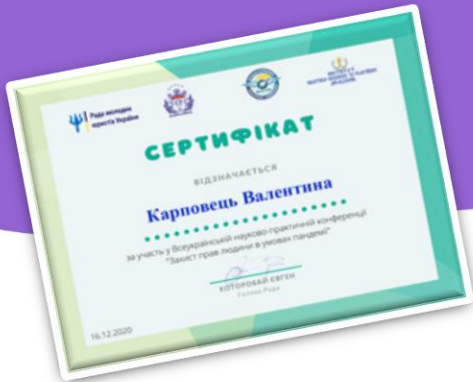 Рада молодих
юристів України
СЕРТИФІКАТ
ВІДЗНАЧАЄТЬСЯ
Карповець Валентина
за участь у Всеукраїнській науково-практичній конференції
"Захист прав людини в умовах пандемії"
КОТОРОБАЙ ЄВГЕН
Голова Ради
16.12.2020